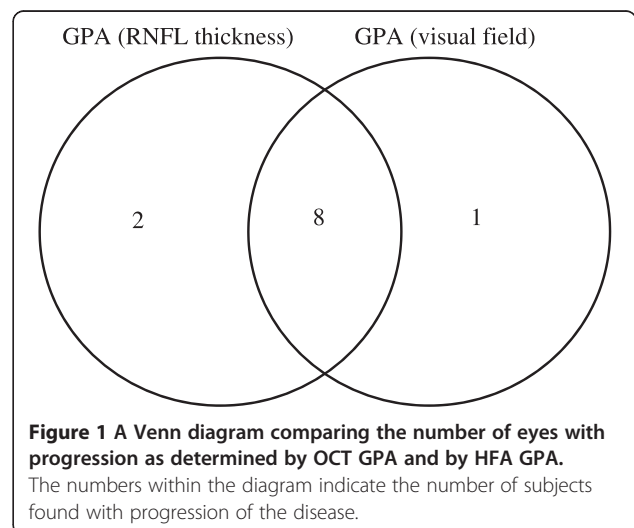 GPA (RNFL thickness) GPA (visual field)
2 8 1
Figure 1 A Venn diagram comparing the number of eyes with
progression as determined by OCT GPA and by HFA GPA.
The numbers within the diagram indicate the number of subjects
found with progression of the disease.